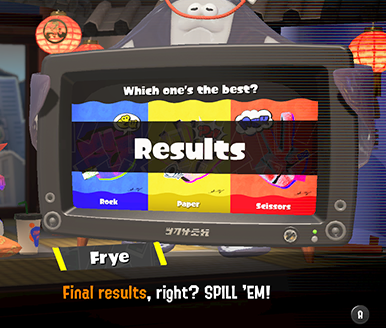 Which one's the best?
Results
Rock
Paper
Scissors
Frye
Final results, right? SPILL 'EM!
A